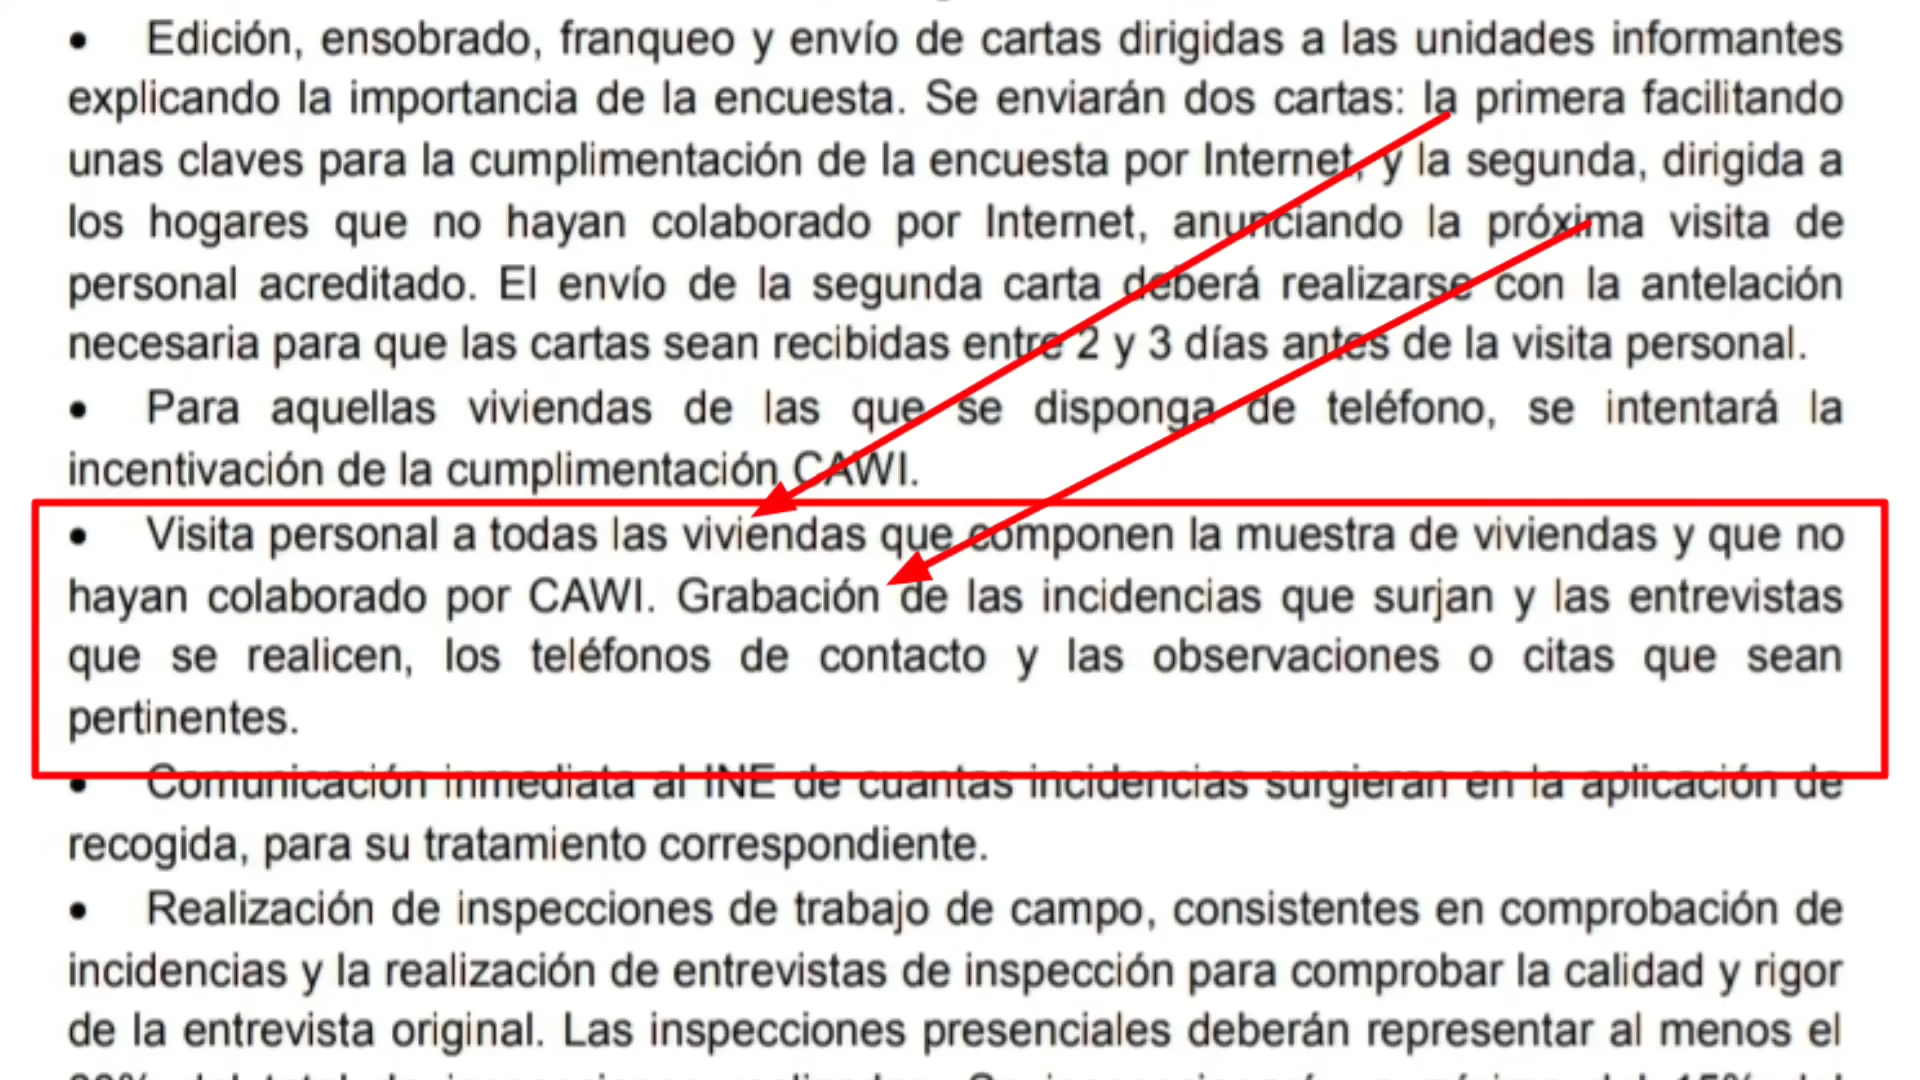 • Edición, ensobrado, franqueo y envío de cartas dirigidas a las unidades informantes
explicando la importancia de la encuesta. Se enviarán dos cartas: la primera facilitando
unas claves para la cumplimentación de la encuesta por Internet, y la segunda, dirigida a
los hogares que no hayan colaborado por Internet, anunciando la próxima visita de
personal acreditado. El envío de la segunda carta deberá realizarse con la antelación
necesaria para que las cartas sean recibidas entre 2 y 3 días antes de la visita personal.
• Para aquellas viviendas de las que se disponga de teléfono, se intentará la
incentivación de la cumplimentación CAWI.
• Visita personal a todas las viviendas que componen la muestra de viviendas y que no
hayan colaborado por CAWI. Grabación de las incidencias que surjan y las entrevistas
que se realicen, los teléfonos de contacto y las observaciones o citas que sean
pertinentes.
• Comunicación inmediata al INE de cuantas incidencias surgieran en la aplicación de
recogida, para su tratamiento correspondiente.
• Realización de inspecciones de trabajo de campo, consistentes en comprobación de
incidencias y la realización de entrevistas de inspección para comprobar la calidad y rigor
de la entrevista original. Las inspecciones presenciales deberán representar al menos el